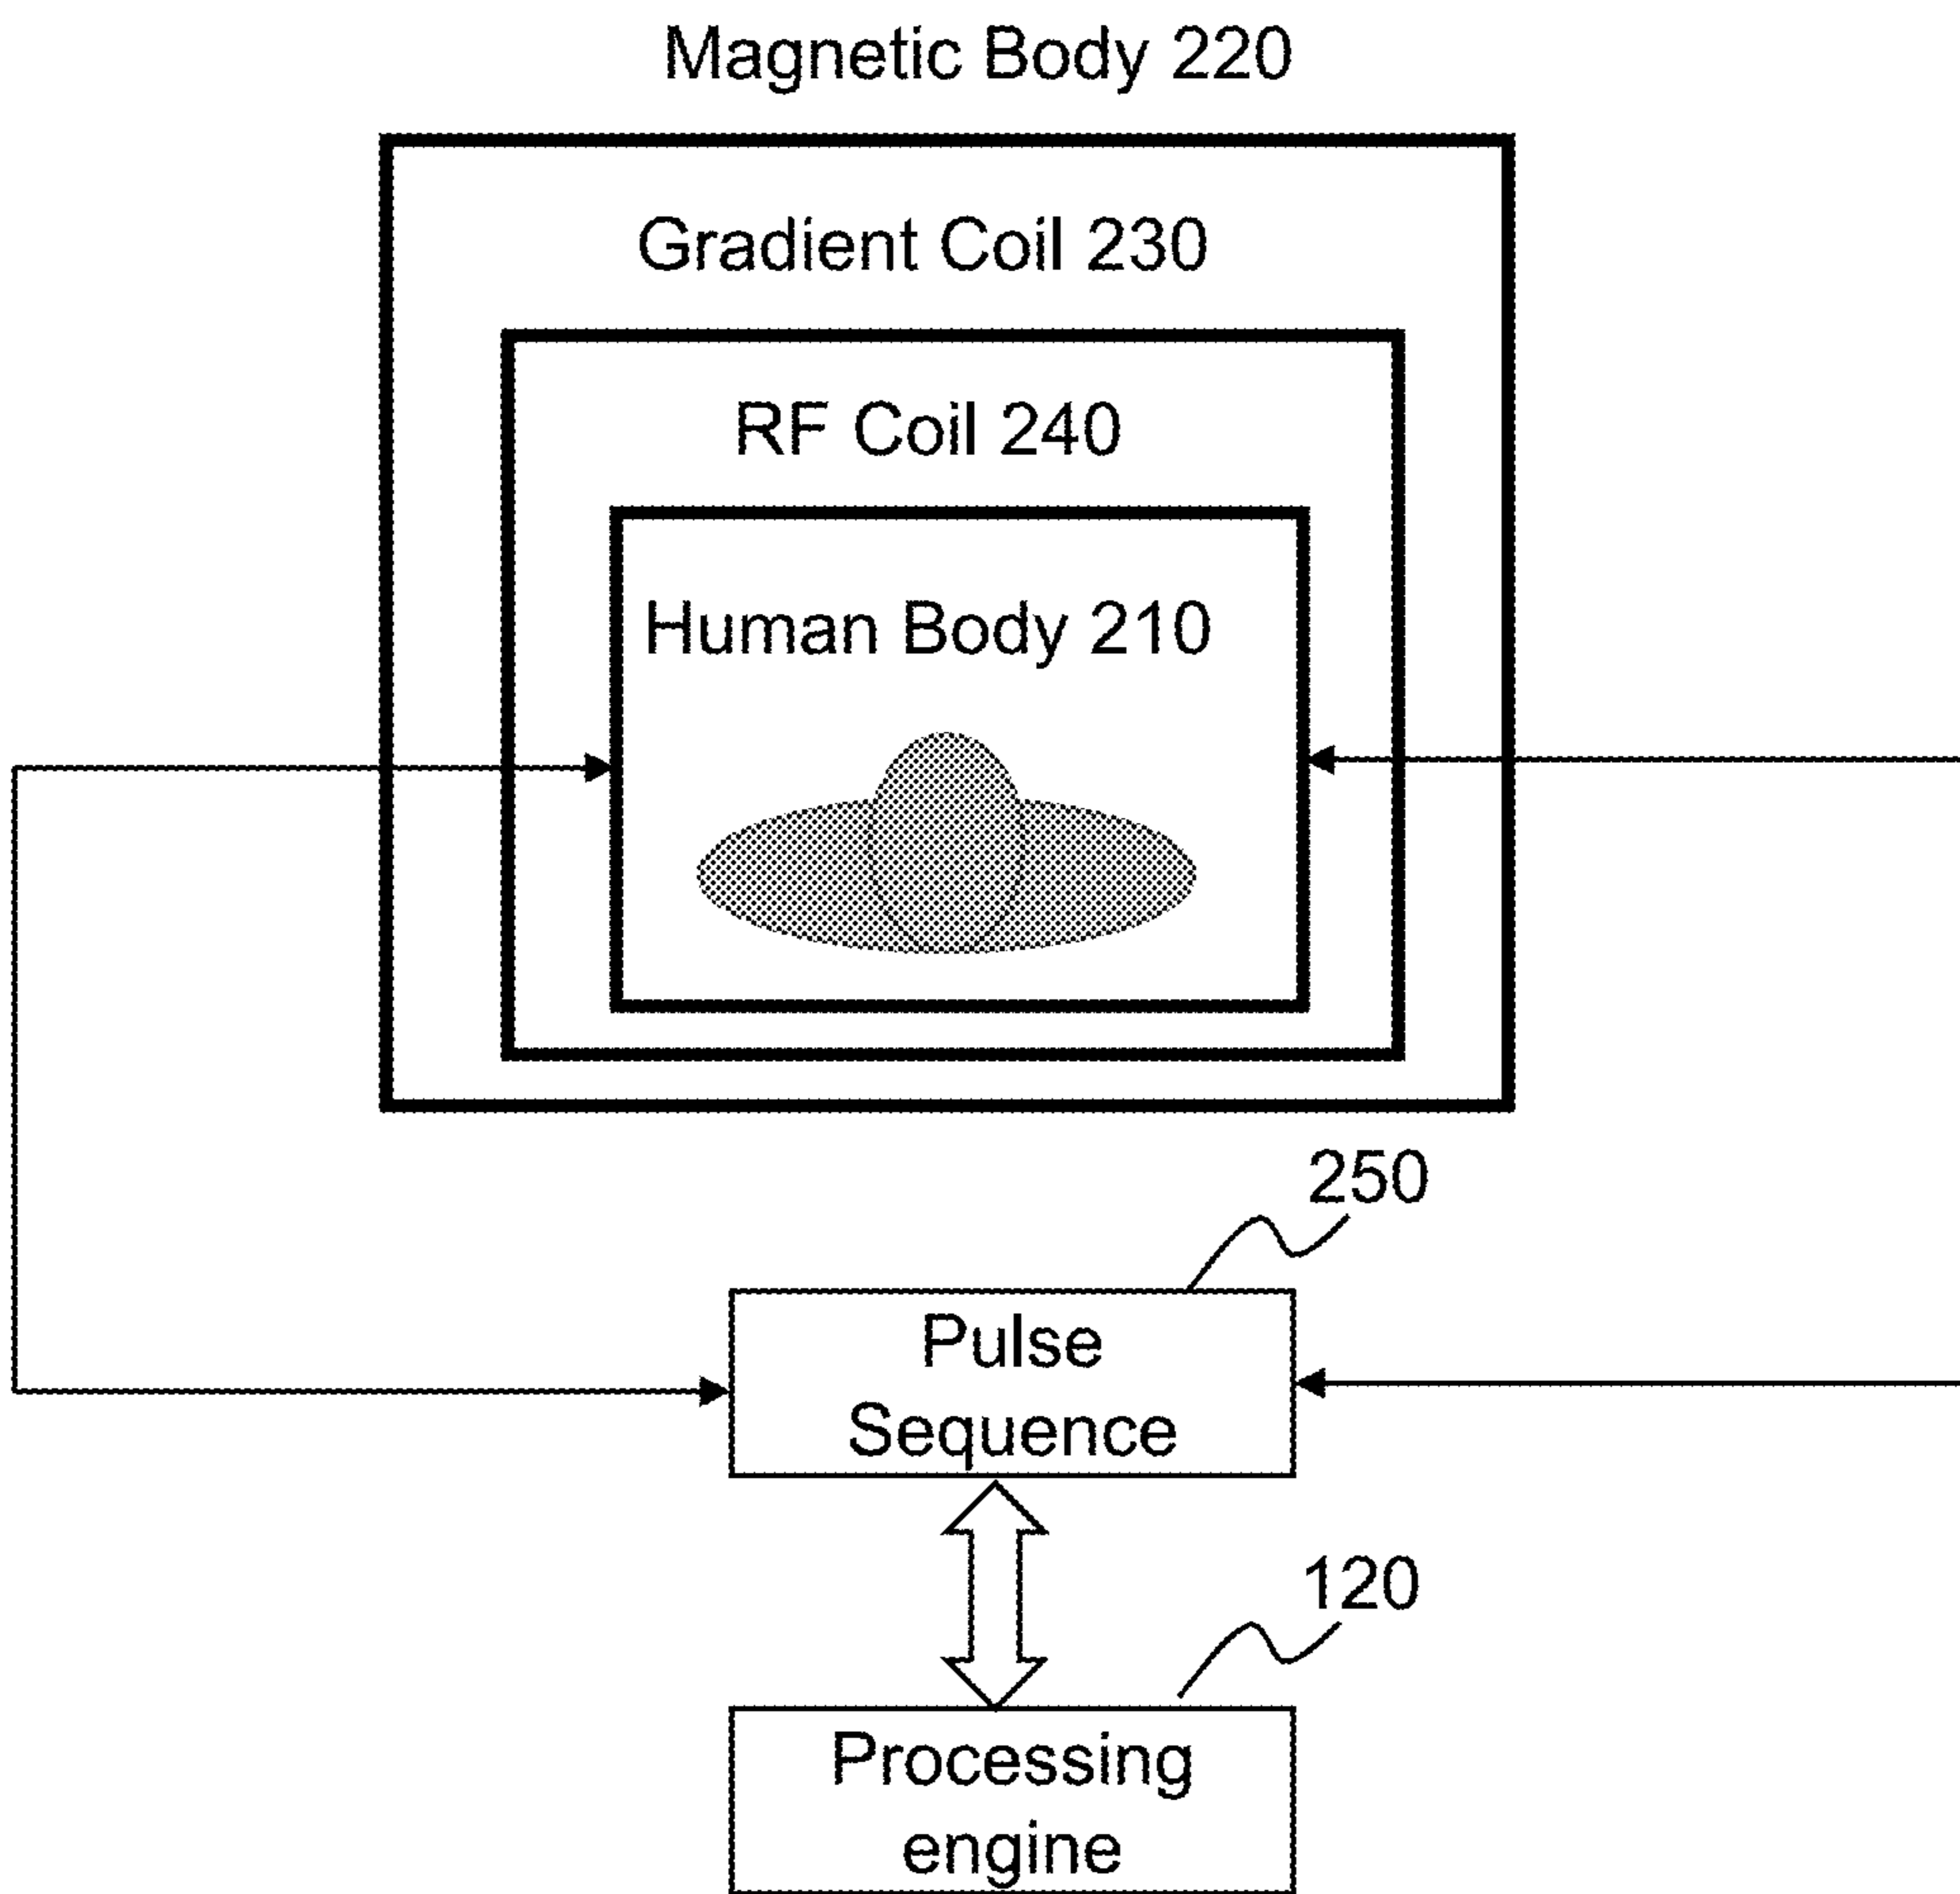 Magnetic Body 220
Gradient Coil 230
RF Coil 240
Human Body 210
250
Pulse
Sequence
120
Processing
engine